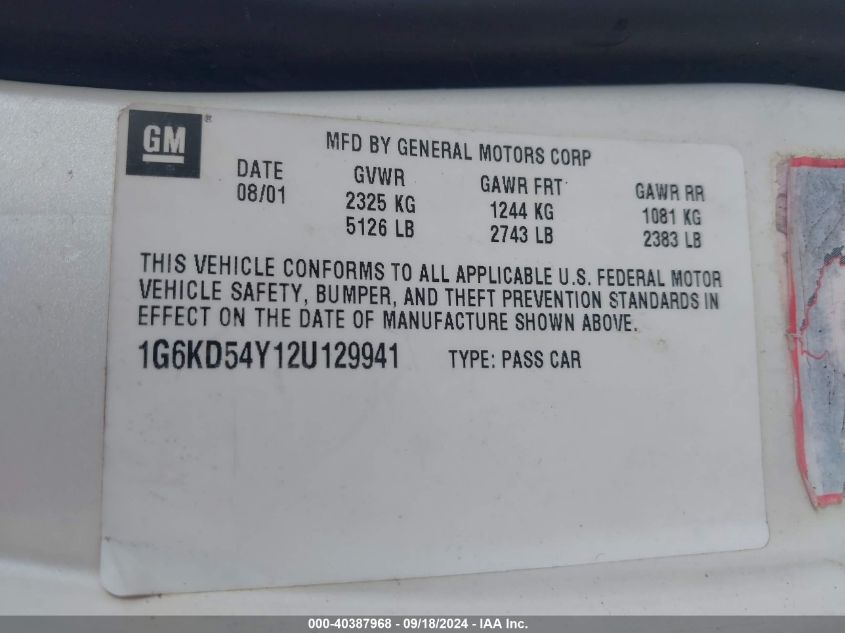 GM®
MFD BY GENERAL MOTORS CORP
DATE GVWR GAWR FRT GAWR RR
08/01 2325 KG 1244 KG 1081 KG
5126 LB 2743 LB 2383 LB
THIS VEHICLE CONFORMS TO ALL APPLICABLE U.S. FEDERAL MOTOR
VEHICLE SAFETY, BUMPER, AND THEFT PREVENTION STANDARDS IN
EFFECT ON THE DATE OF MANUFACTURE SHOWN ABOVE.
1G6KD54Y12U129941 TYPE: PASS CAR
000-40387968 - 09/18/2024 - IAA Inc.